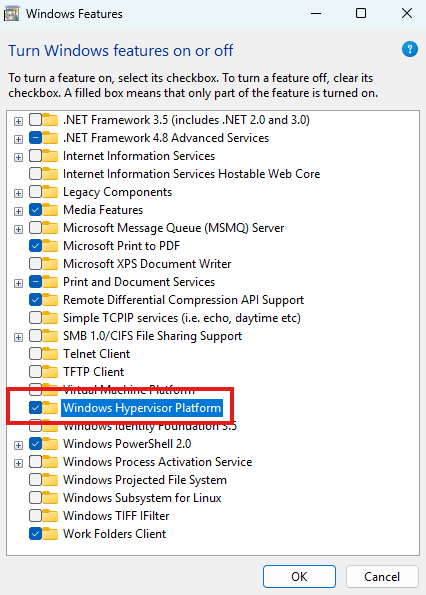 Windows Features
Turn Windows features on or off
?
To turn a feature on, select its checkbox. To turn a feature off, clear its
checkbox. A filled box means that only part of the feature is turned on.
.NET Framework 3.5 (includes .NET 2.0 and 3.0)
.NET Framework 4.8 Advanced Services
Internet Information Services
Internet Information Services Hostable Web Core
Legacy Components
Media Features
Microsoft Message Queue (MSMQ) Server
Microsoft Print to PDF
Microsoft XPS Document Writer
Print and Document Services
Remote Differential Compression API Support
Simple TCPIP services (i.e. echo, daytime etc)
SMB 1.0/CIFS File Sharing Support
Telnet Client
TFTP Client
Virtual Machine Platform
Windows Hypervisor Platform
Windows Identity Foundation 3.5
Windows PowerShell 2.0
Windows Process Activation Service
Windows Projected File System
Windows Subsystem for Linux
Windows TIFF IFilter
Work Folders Client
OK
Cancel